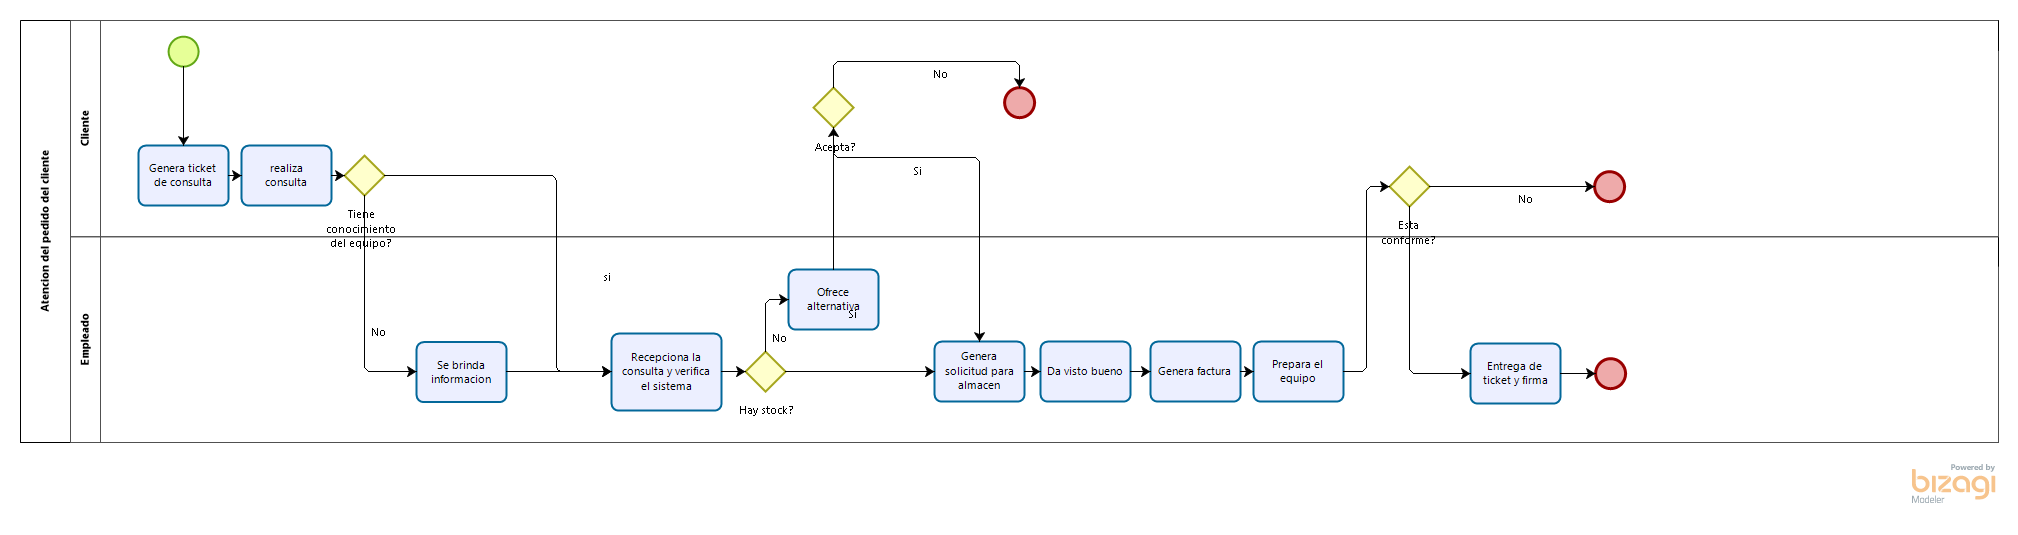 Atencion del pedido del cliente
Cliente
Genera ticket
de consulta
realiza
consulta
Tiene
conocimiento
del equipo?
No
Acepta?
Si
Esta
conforme?
No
Empleado
si
No
Se brinda
informacion
Recepciona la
consulta y verifica
el sistema
No
Hay stock?
Ofrece
alternativa
Si
Genera
solicitud para
almacen
Da visto bueno
Genera factura
Prepara el
equipo
Entrega de
ticket y firma
Powered by
bizagi
Modeler